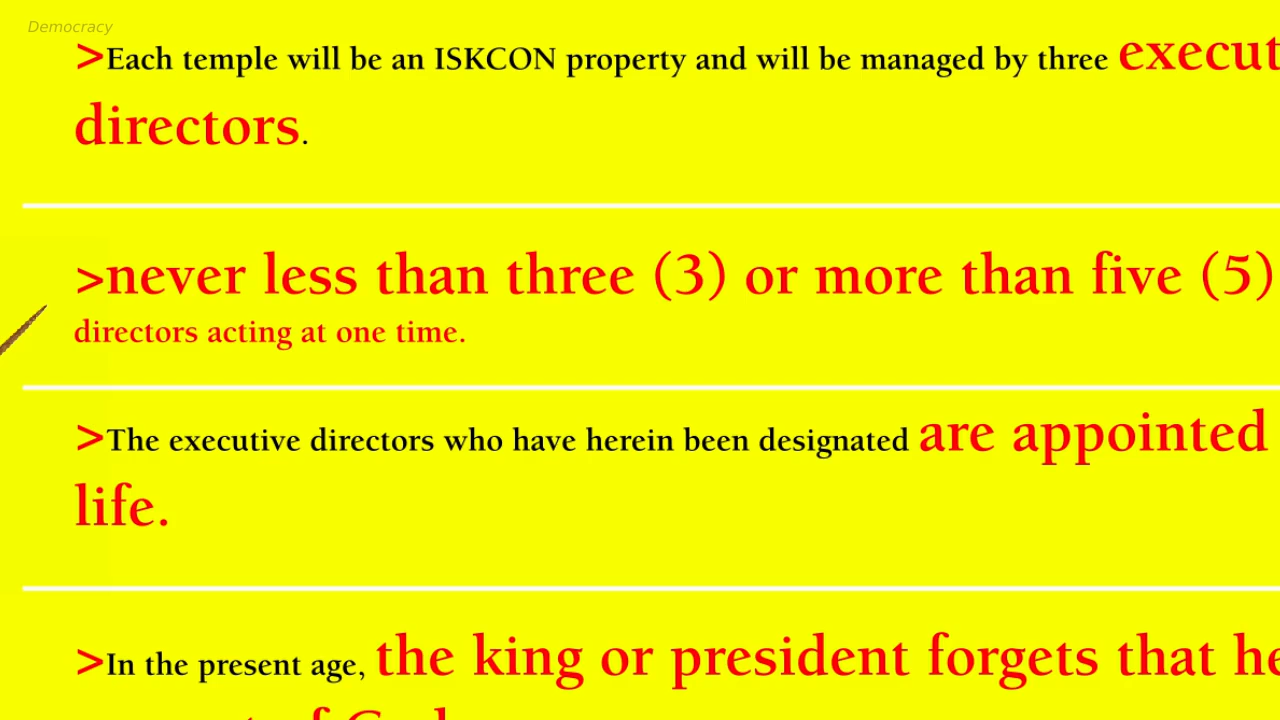 Democracy
>Each temple will be an ISKCON property and will be managed by three
directors.
>never less than three (3) or more than five (5)
directors acting at one time.
>The executive directors who have herein been designated are appointed
life.
>In the present age, the king or president forgets that he